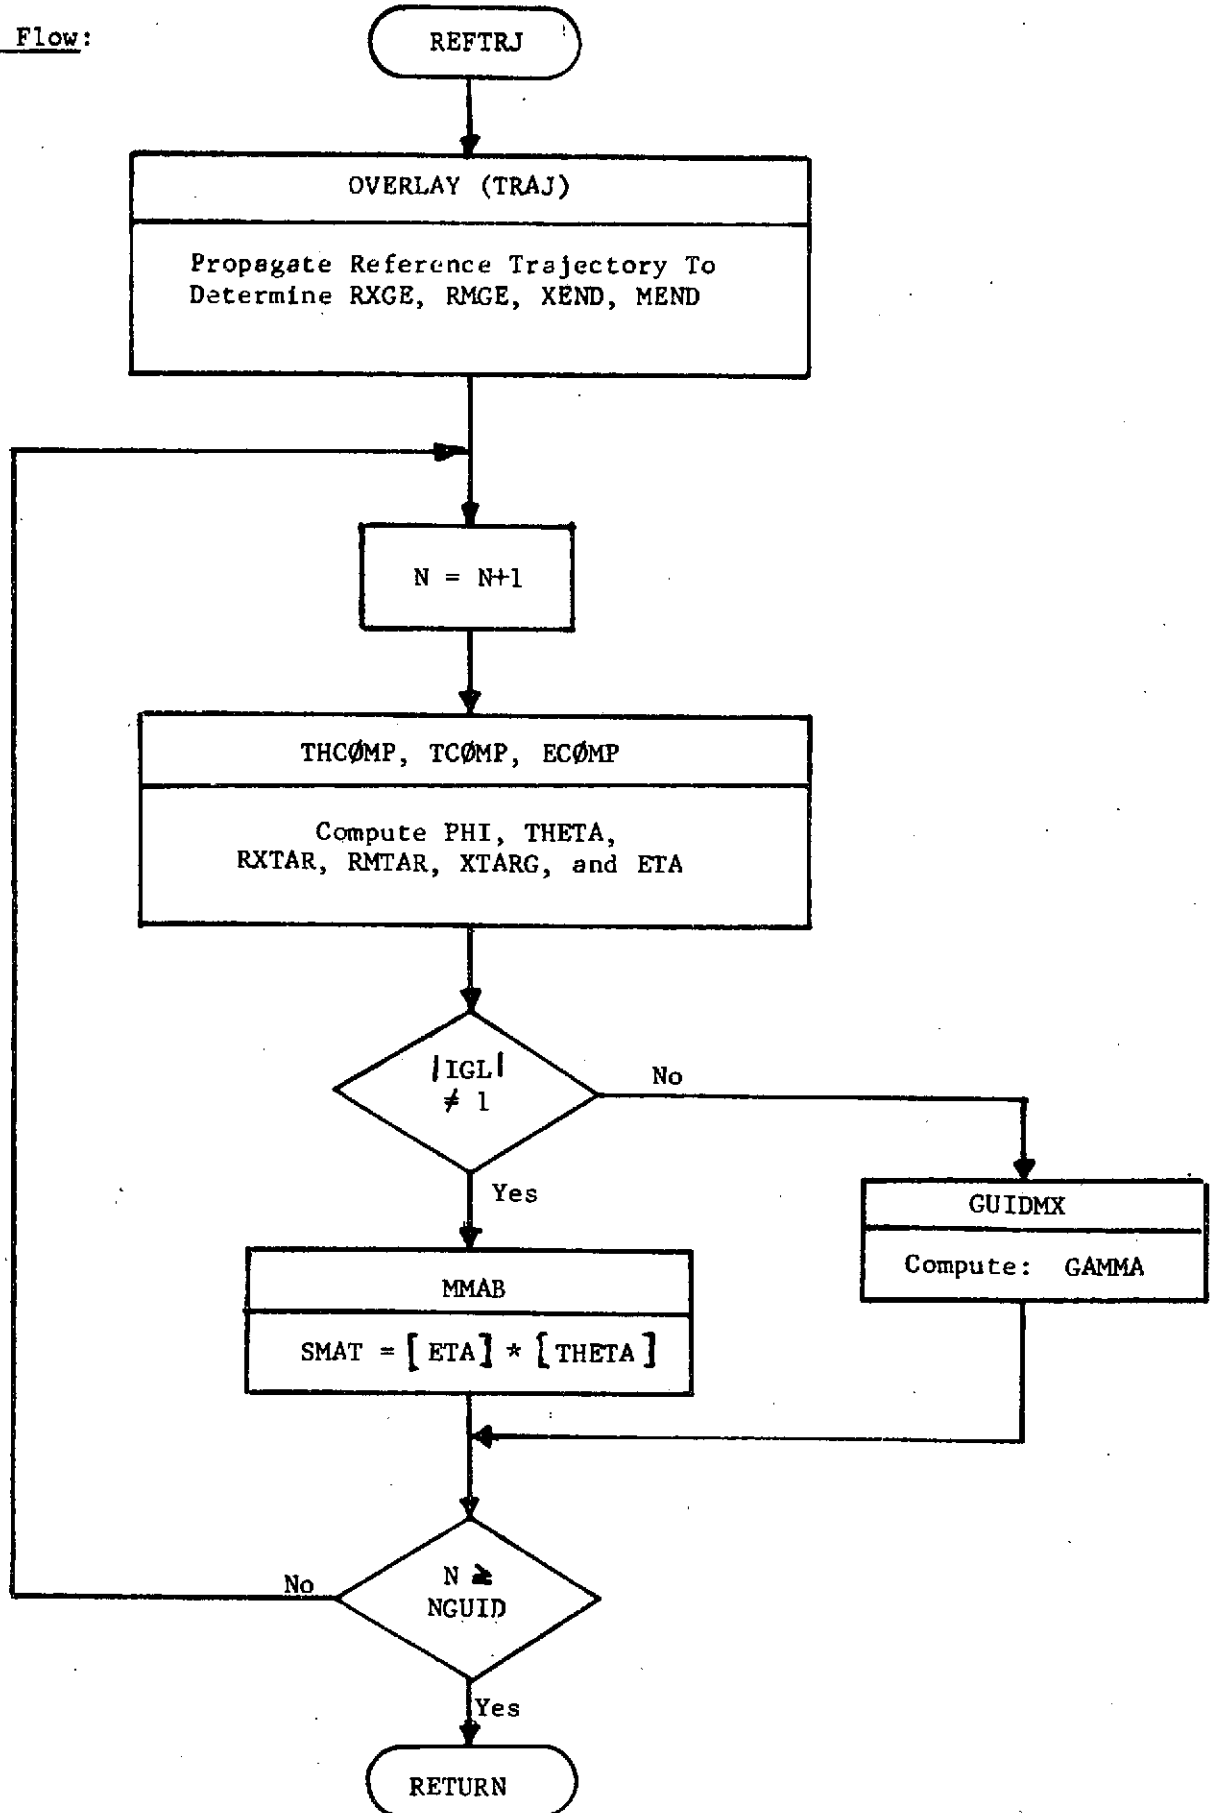 Flow:
REFTRJ
OVERLAY (TRAJ)
Propagate Reference Trajectory To
Determine RXGE, RMGE, XEND, MEND
N = N+1
THCØMP, TCØMP, ECØMP
Compute PHI, THETA,
RXTAR, RMTAR, XTARG, and ETA
|IGL|
≠ 1
No
Yes
GUIDMX
Compute: GAMMA
MMAB
SMAT = [ETA] * [THETA]
N ≥
NGUID
No
Yes
RETURN